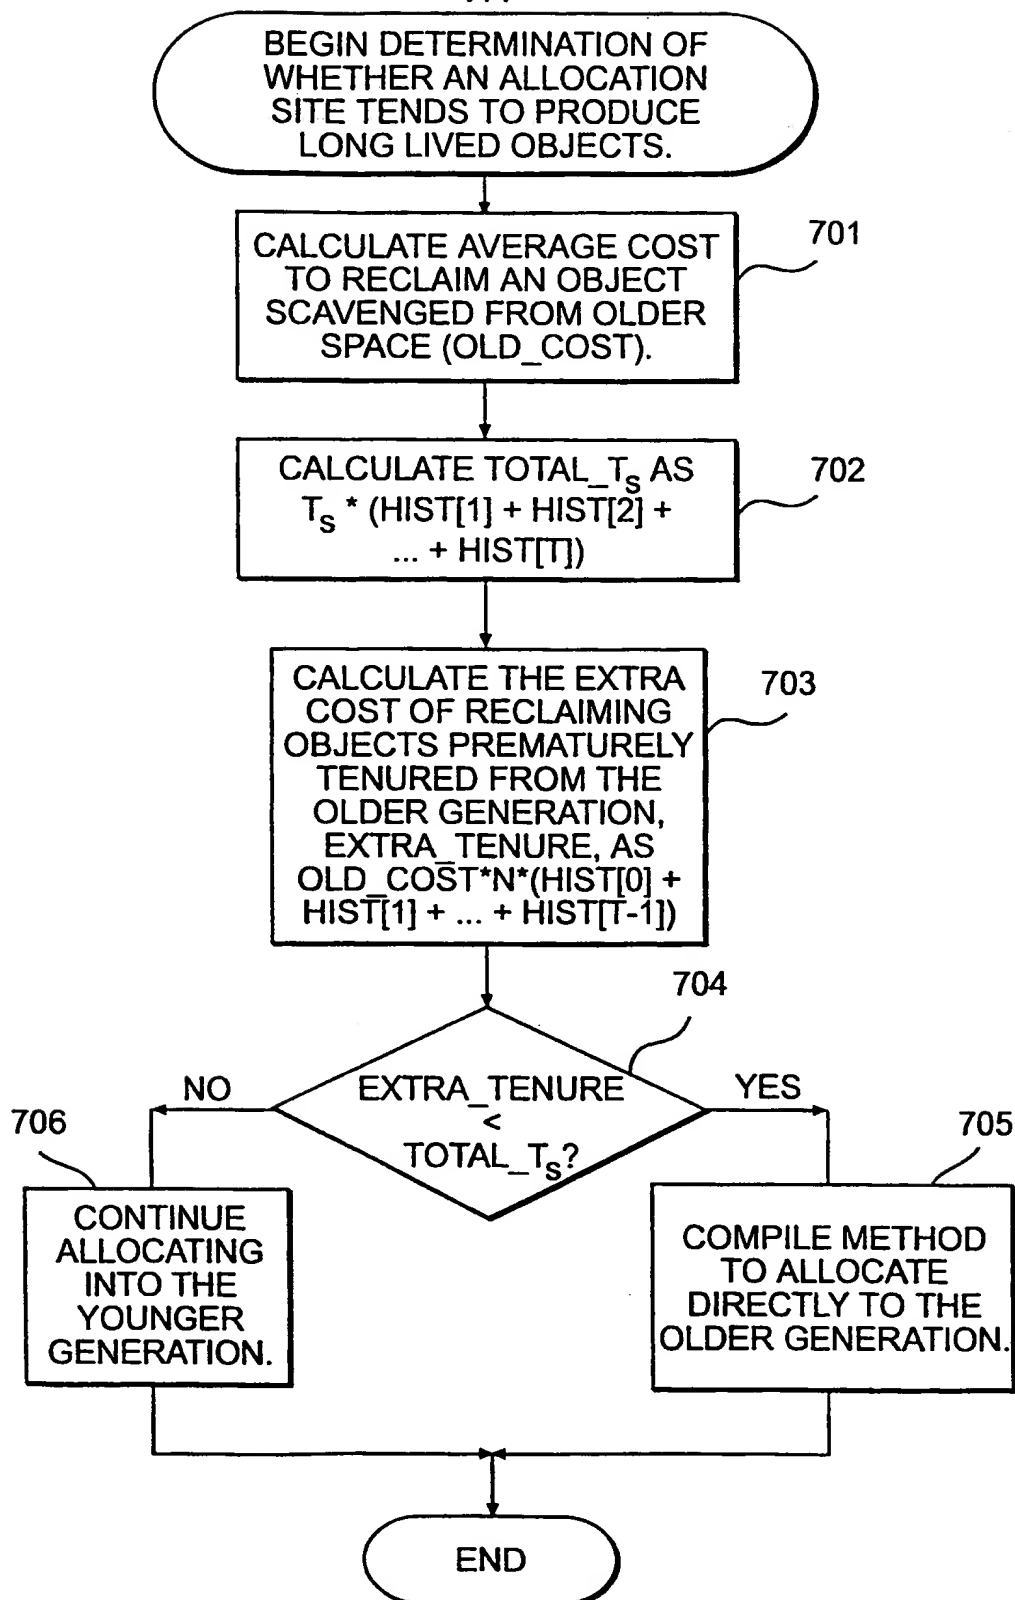 BEGIN DETERMINATION OF
WHETHER AN ALLOCATION
SITE TENDS TO PRODUCE
LONG LIVED OBJECTS.
701
CALCULATE AVERAGE COST
TO RECLAIM AN OBJECT
SCAVENGED FROM OLDER
SPACE (OLD_COST).
702
CALCULATE TOTAL_Ts AS
Ts * (HIST[1] + HIST[2] +
... + HIST[T])
703
CALCULATE THE EXTRA
COST OF RECLAIMING
OBJECTS PREMATURELY
TENURED FROM THE
OLDER GENERATION,
EXTRA_TENURE, AS
OLD_COST*N*(HIST[0] +
HIST[1] + ... + HIST[T-1])
704
NO
EXTRA_TENURE
<
TOTAL_Ts?
YES
706
CONTINUE
ALLOCATING
INTO THE
YOUNGER
GENERATION.
705
COMPILE METHOD
TO ALLOCATE
DIRECTLY TO THE
OLDER GENERATION.
END